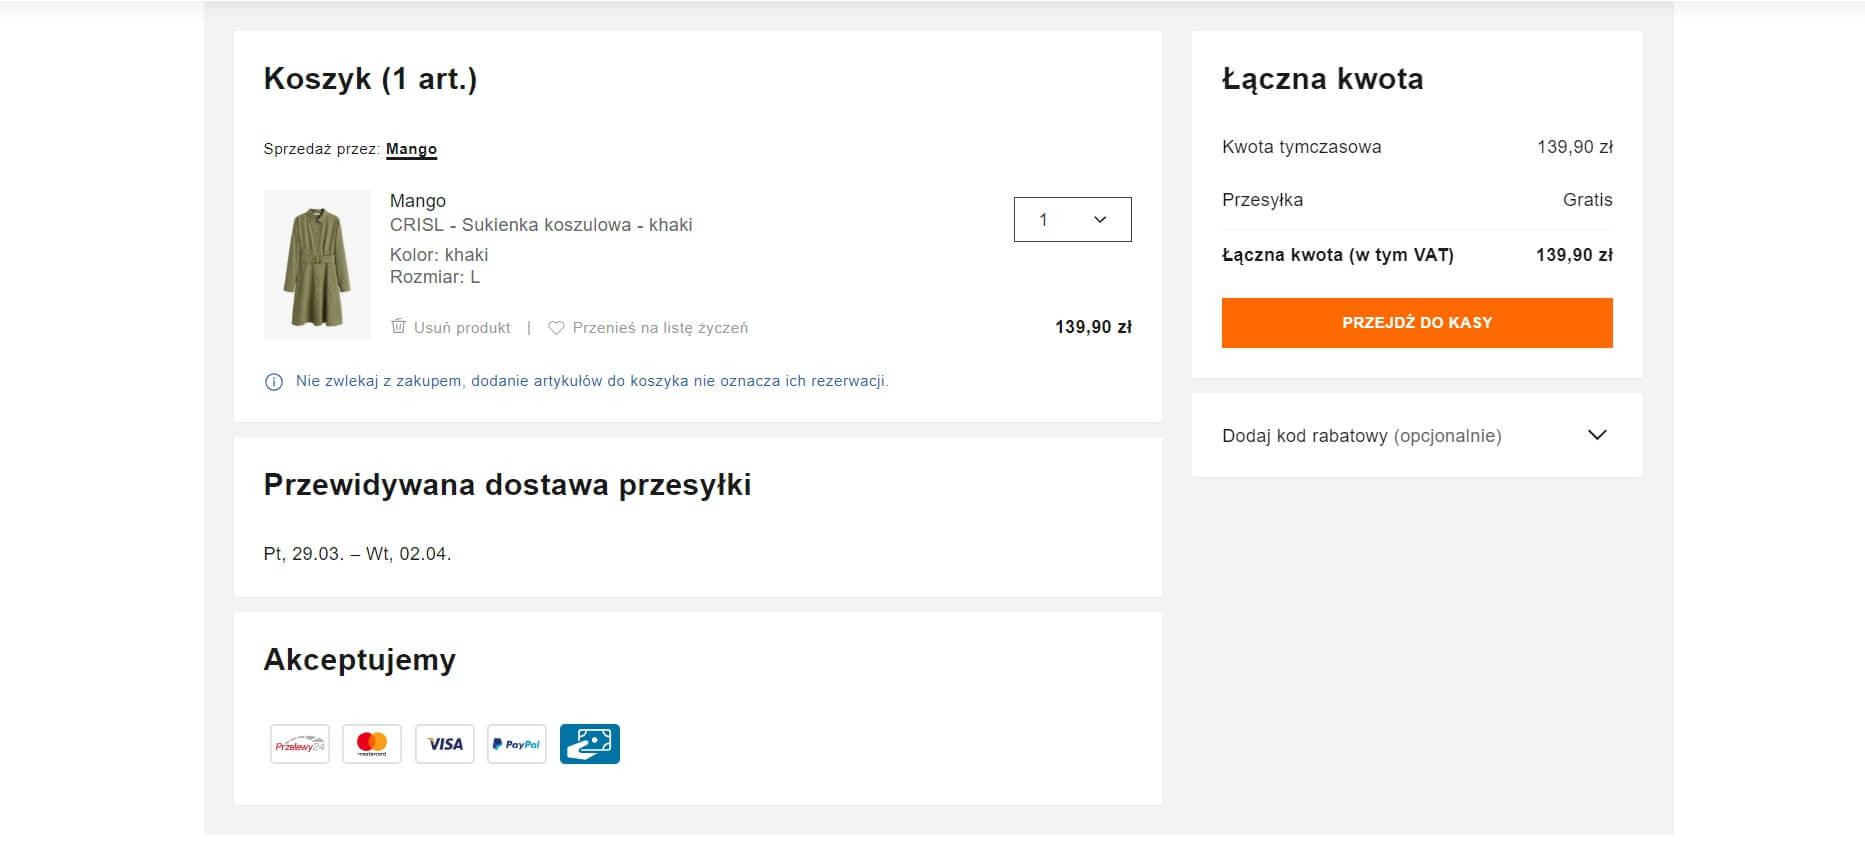 Koszyk (1 art.)
Sprzedaż przez: Mango
Mango
CRISL - Sukienka koszulowa - khaki
Kolor: khaki
Rozmiar: L
1
Usuń produkt | Przenieś na listę życzeń
139,90 zł
Nie zwlekaj z zakupem, dodanie artykułów do koszyka nie oznacza ich rezerwacji.
Przewidywana dostawa przesyłki
Pt, 29.03. – Wt, 02.04.
Akceptujemy
Przelewy24
mastercard
VISA
PayPal
Łączna kwota
Kwota tymczasowa 139,90 zł
Przesyłka Gratis
Łączna kwota (w tym VAT) 139,90 zł
PRZEJDŹ DO KASY
Dodaj kod rabatowy (opcjonalnie)